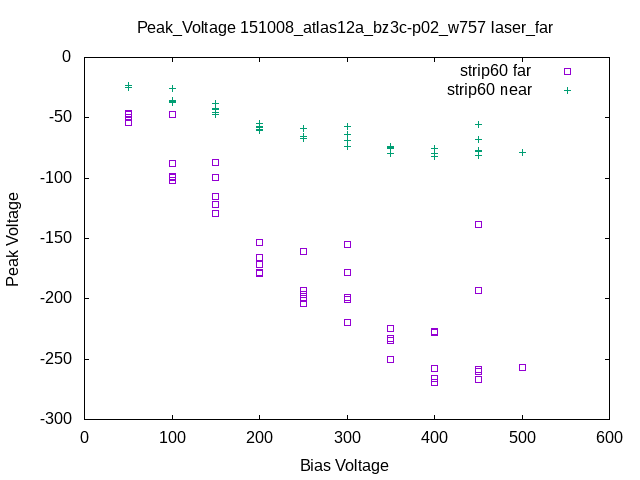 Peak_Voltage 151008_atlas12a_bz3c-p02_w757 laser_far
strip60 far
strip60 near
0
-50
-100
-150
-200
-250
-300
Peak Voltage
0 100 200 300 400 500 600
Bias Voltage